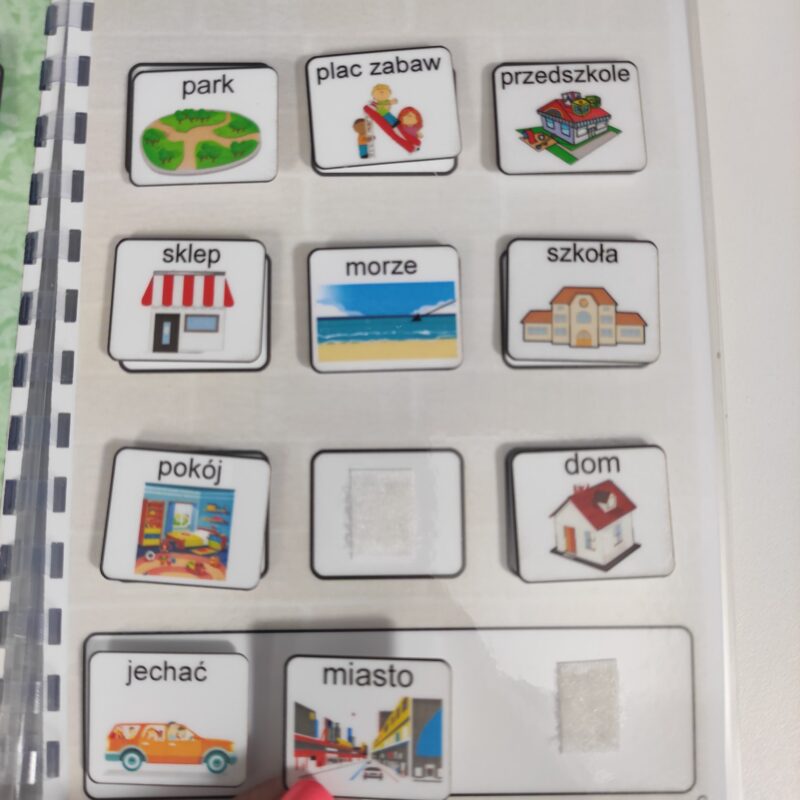 park
plac zabaw
przedszkole
sklep
morze
szkoła
pokój
dom
jechać
miasto